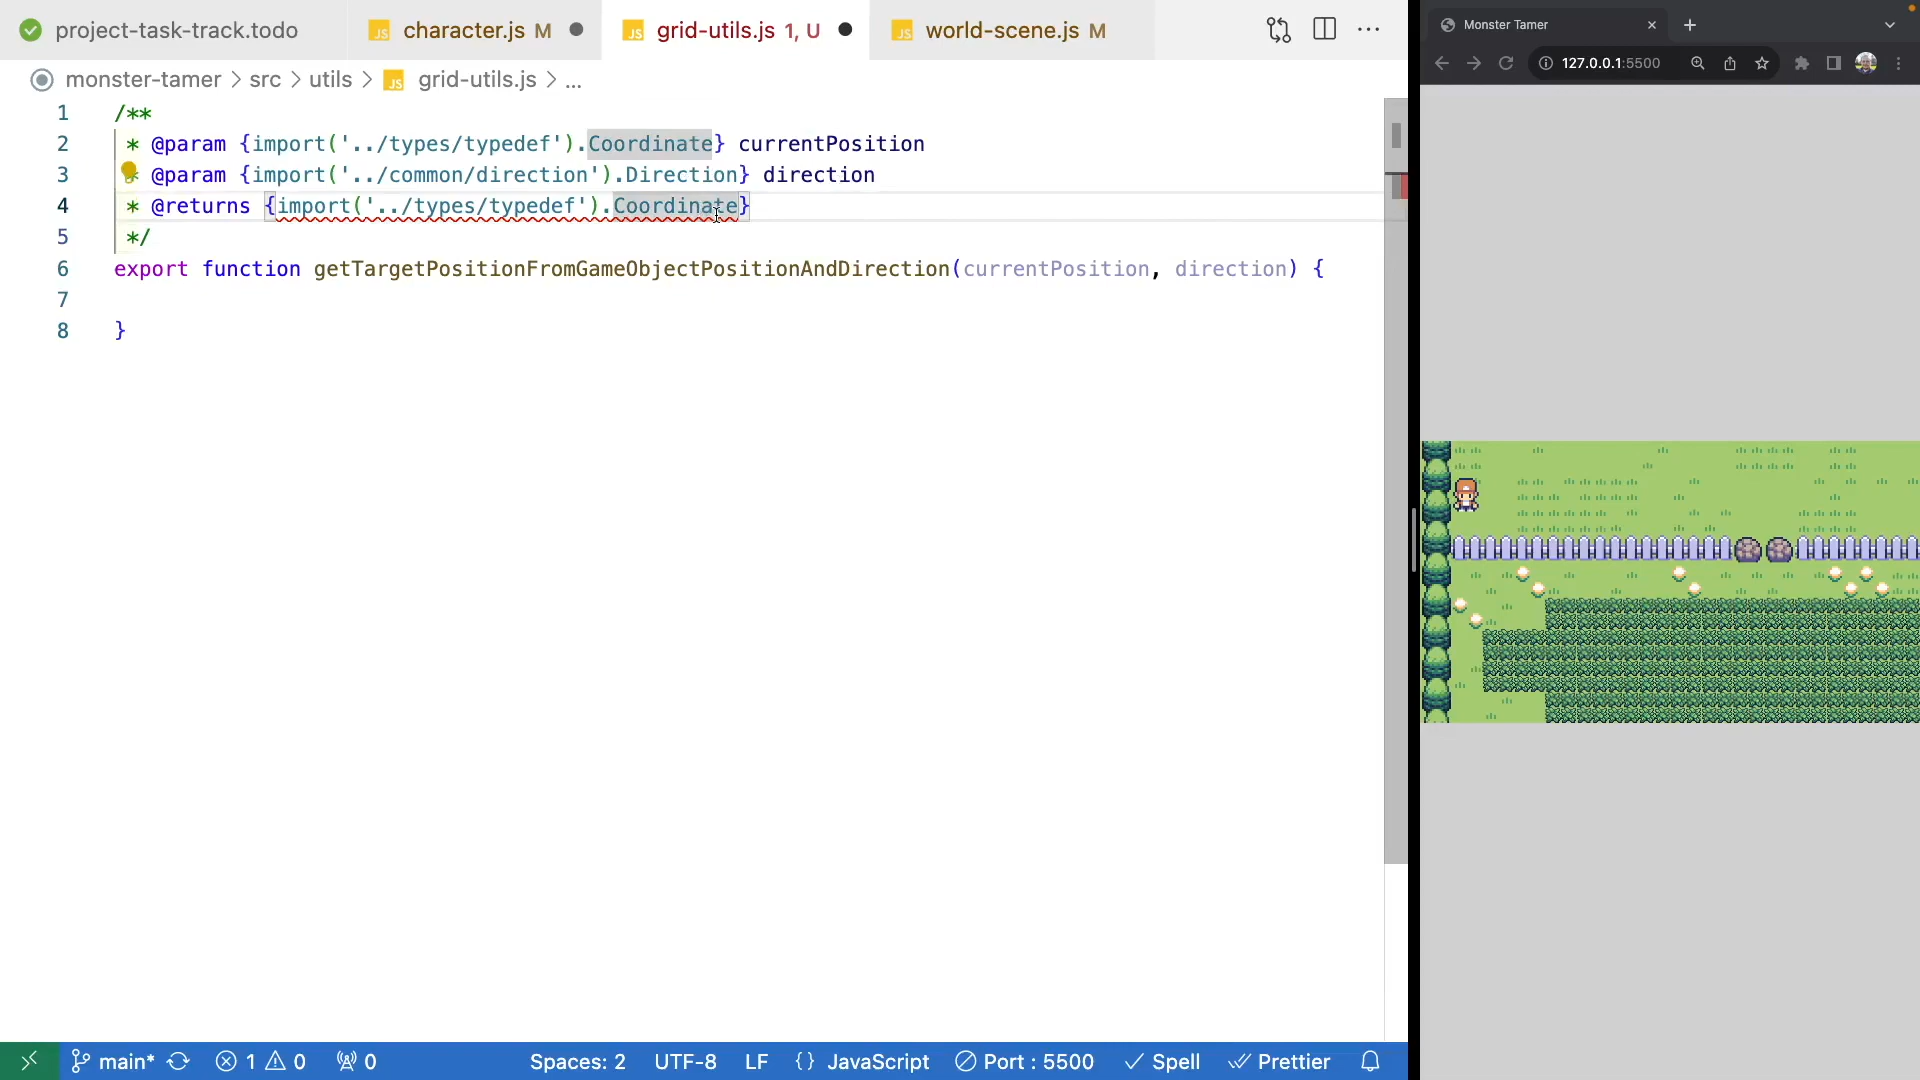 project-task-track.todo
character.js M
grid-utils.js 1, U
world-scene.js M
monster-tamer > src > utils > grid-utils.js > ...
1 /**
2 * @param {import('../types/typedef').Coordinate} currentPosition
3 * @param {import('../common/direction').Direction} direction
4 * @returns {import('../types/typedef').Coordinate}
5 */
6 export function getTargetPositionFromGameObjectPositionAndDirection(currentPosition, direction) {
7
8 }
main* 1 0 0 Spaces: 2 UTF-8 LF {} JavaScript Port : 5500 Spell Prettier
Monster Tamer
127.0.0.1:5500